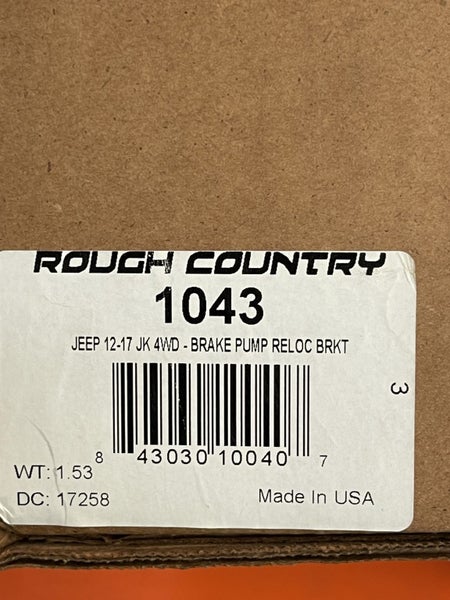 ROUGH COUNTRY
1043
JEEP 12-17 JK 4WD - BRAKE PUMP RELOC BRKT
3
8 43030 10040 7
WT: 1.53
DC: 17258
Made In USA